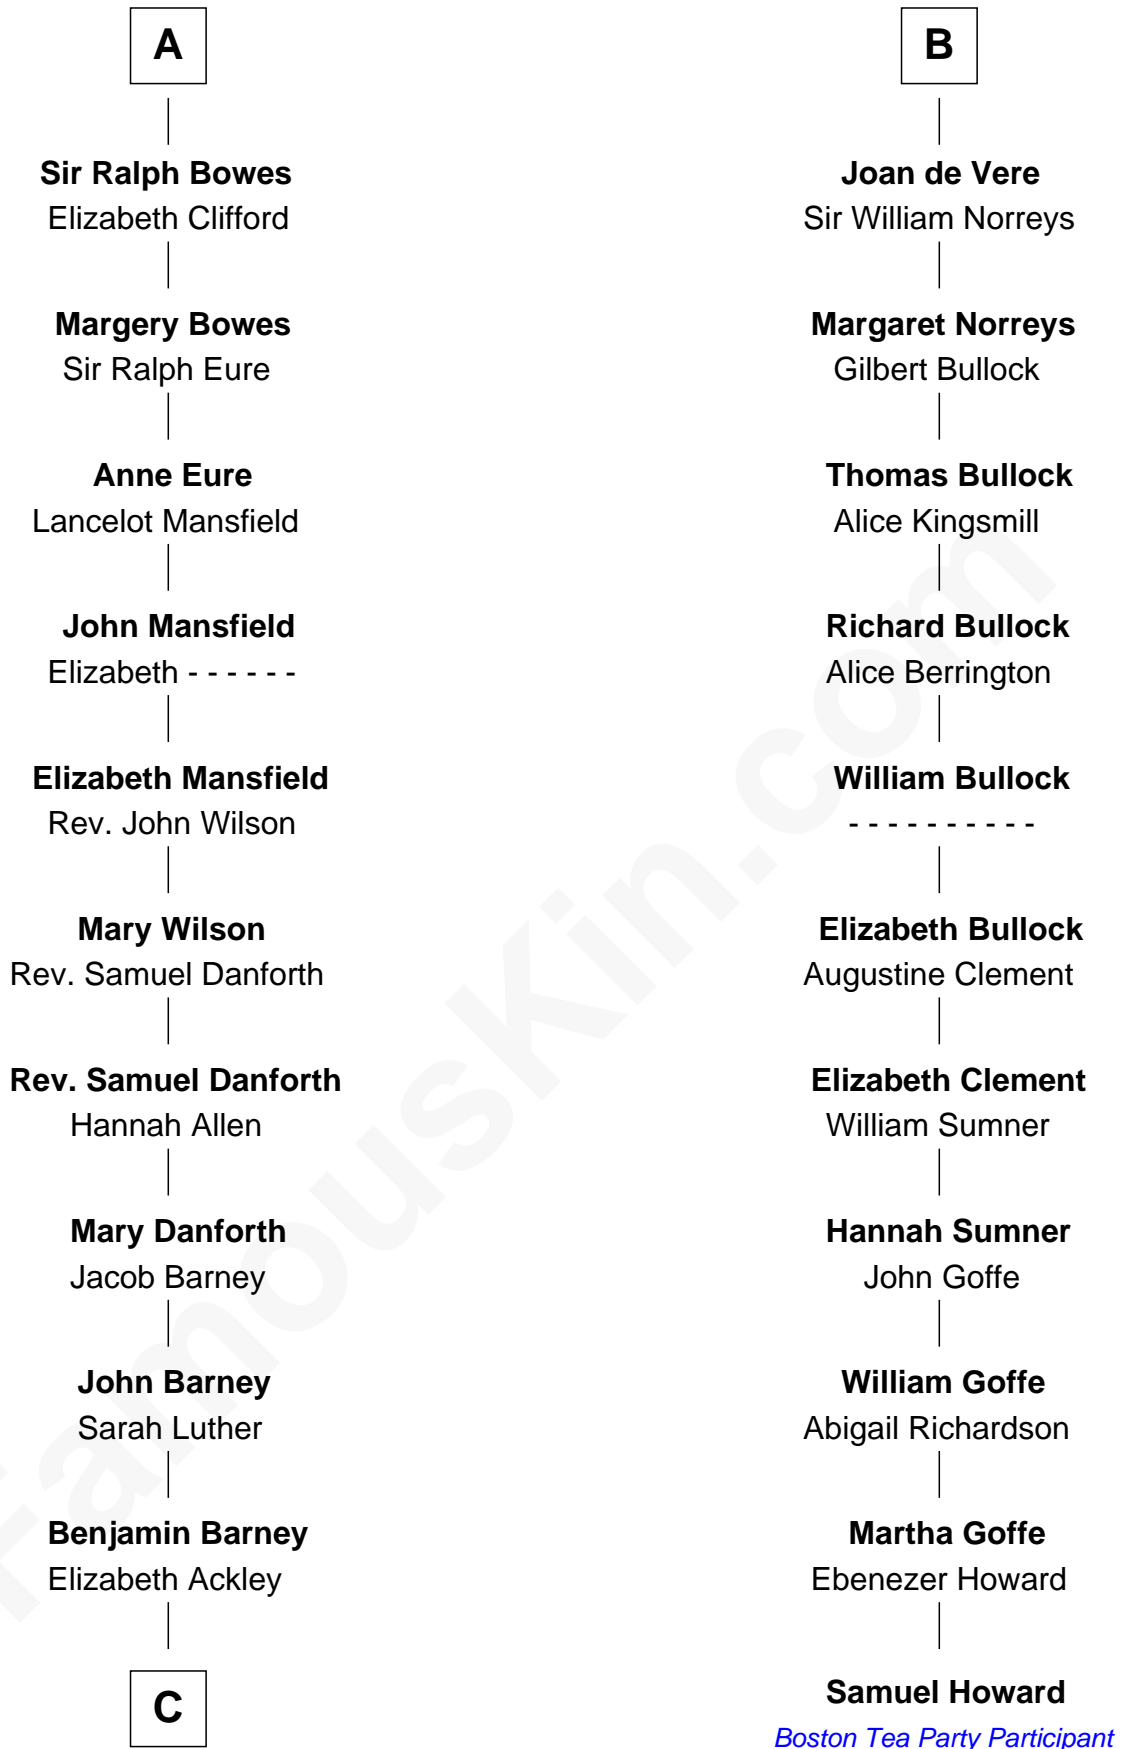 A
Sir Ralph Bowes
Elizabeth Clifford
Margery Bowes
Sir Ralph Eure
Anne Eure
Lancelot Mansfield
John Mansfield
Elizabeth - - - - - -
Elizabeth Mansfield
Rev. John Wilson
Mary Wilson
Rev. Samuel Danforth
Rev. Samuel Danforth
Hannah Allen
Mary Danforth
Jacob Barney
John Barney
Sarah Luther
Benjamin Barney
Elizabeth Ackley
C
B
Joan de Vere
Sir William Norreys
Margaret Norreys
Gilbert Bullock
Thomas Bullock
Alice Kingsmill
Richard Bullock
Alice Berrington
William Bullock
- - - - - - - - - -
Elizabeth Bullock
Augustine Clement
Elizabeth Clement
William Sumner
Hannah Sumner
John Goffe
William Goffe
Abigail Richardson
Martha Goffe
Ebenezer Howard
Samuel Howard
Boston Tea Party Participant
FamousKin.com